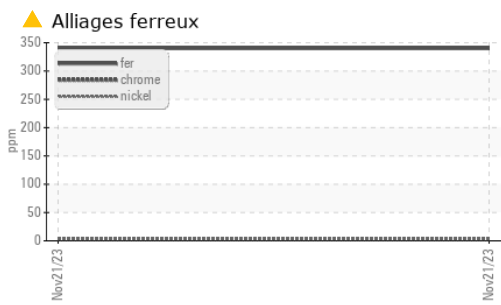 Alliages ferreux
350
300
250
200
150
100
50
0
ppm
fer
chrome
nickel
Nov21/23
Nov21/23